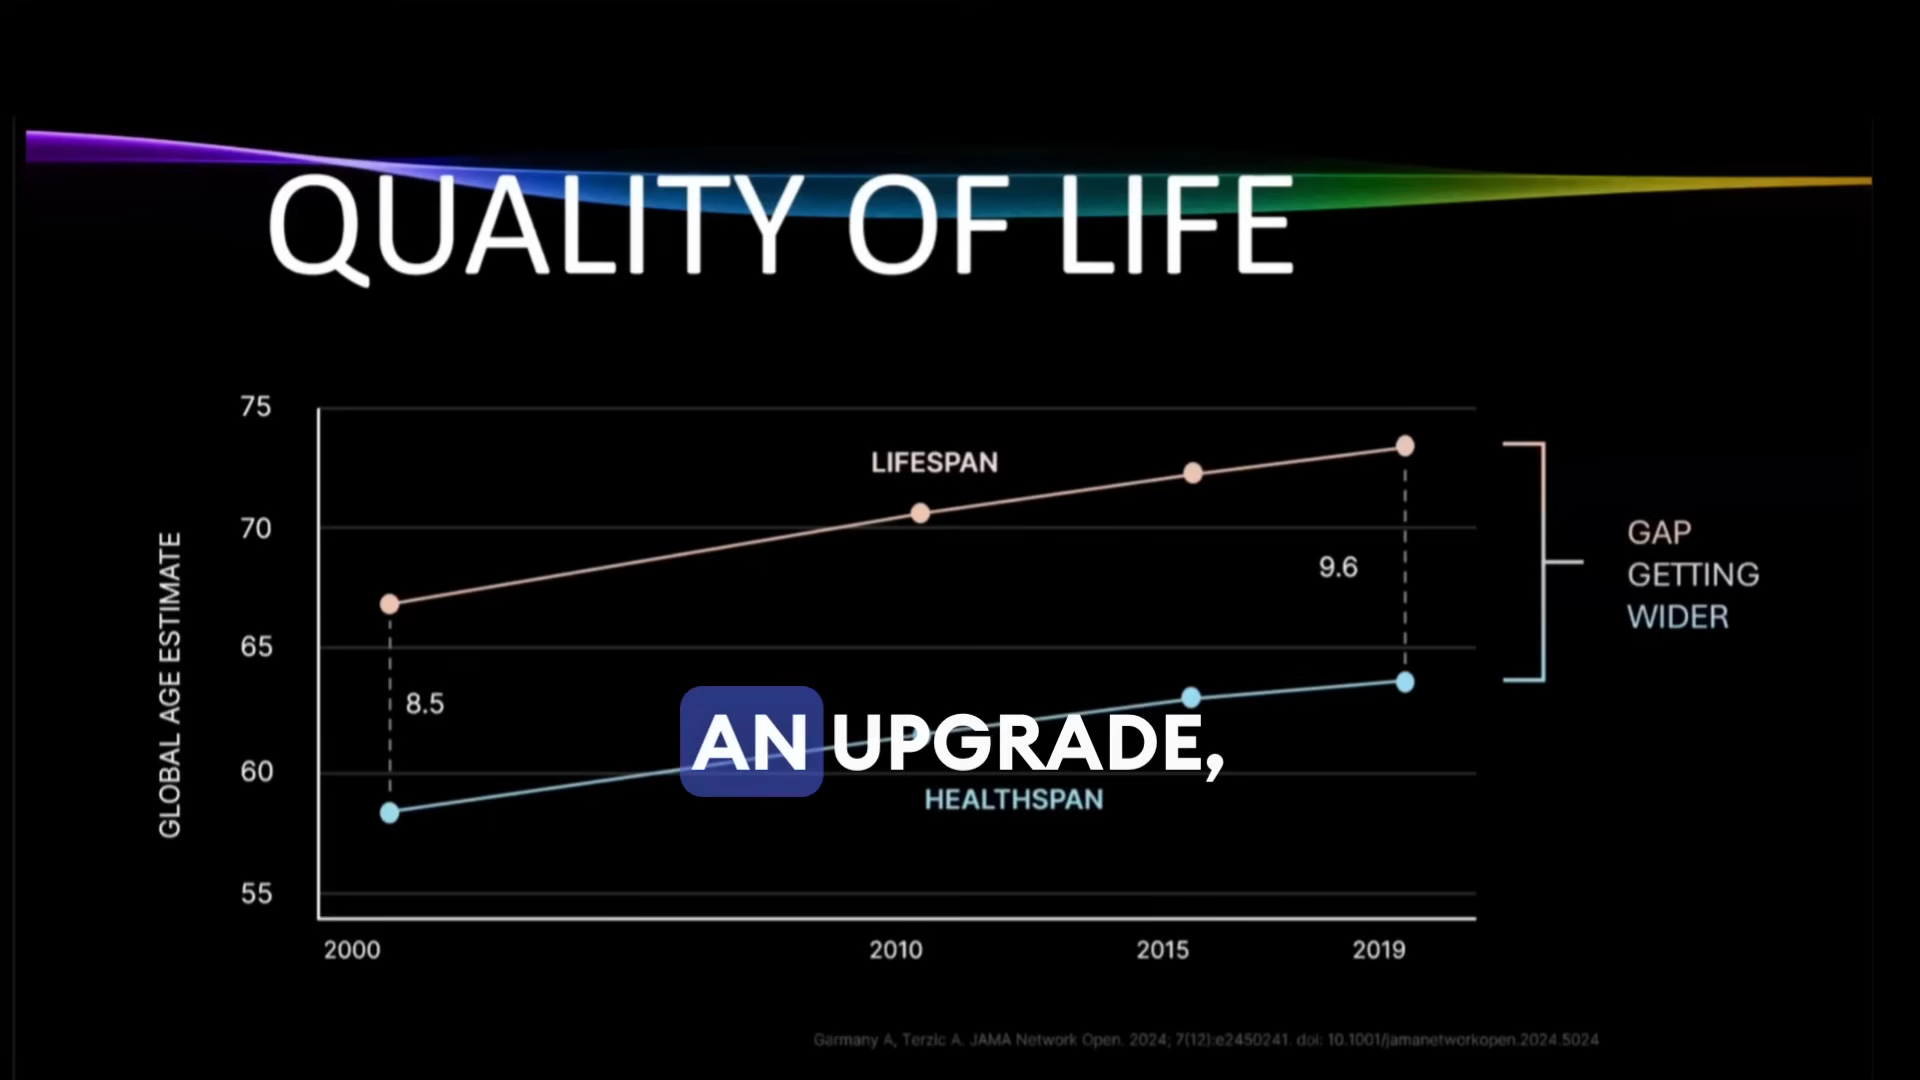 QUALITY OF LIFE
75
LIFESPAN
70
GAP
GETTING
WIDER
9.6
65
8.5
AN UPGRADE,
60
HEALTHSPAN
55
GLOBAL AGE ESTIMATE
2000 2010 2015 2019
Garmany A, Terzic A. JAMA Network Open. 2024; 7(12):e2450241. doi: 10.1001/jamanetworkopen.2024.5024